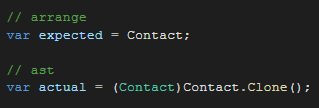 // arrange
var expected = Contact;
// ast
var actual = (Contact)Contact.Clone();